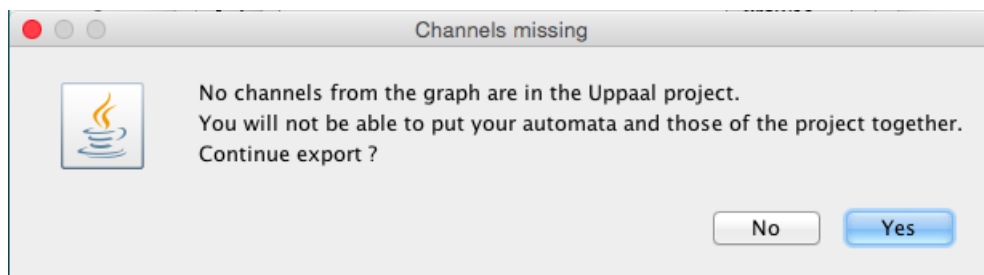 Channels missing
No channels from the graph are in the Uppaal project.
You will not be able to put your automata and those of the project together.
Continue export ?
No
Yes